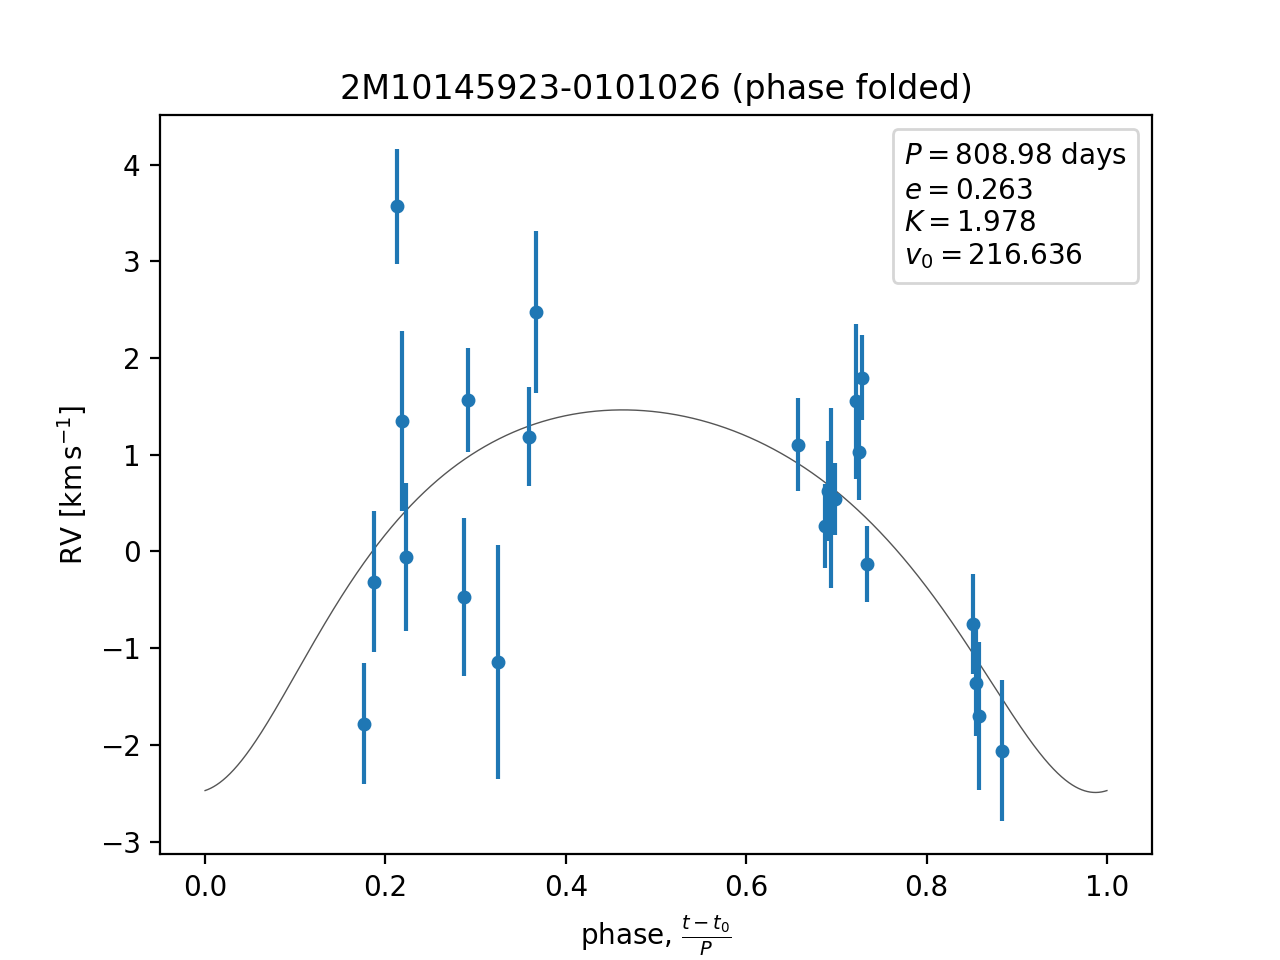 2M10145923-0101026 (phase folded)
P = 808.98 days
e = 0.263
K = 1.978
v₀ = 216.636
4
3
2
1
0
−1
−2
−3
RV [km s⁻¹]
0.0 0.2 0.4 0.6 0.8 1.0
phase, (t − t₀)/P